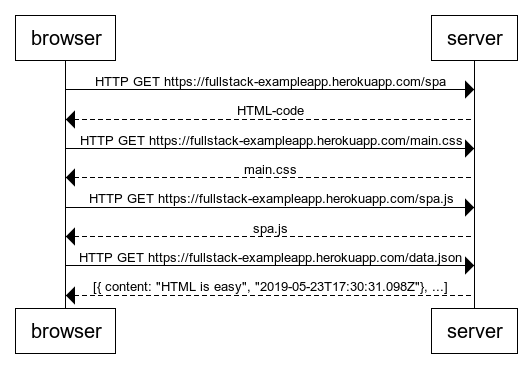 browser server
HTTP GET https://fullstack-exampleapp.herokuapp.com/spa
HTML-code
HTTP GET https://fullstack-exampleapp.herokuapp.com/main.css
main.css
HTTP GET https://fullstack-exampleapp.herokuapp.com/spa.js
spa.js
HTTP GET https://fullstack-exampleapp.herokuapp.com/data.json
[{ content: "HTML is easy", "2019-05-23T17:30:31.098Z"}, ...]
browser server